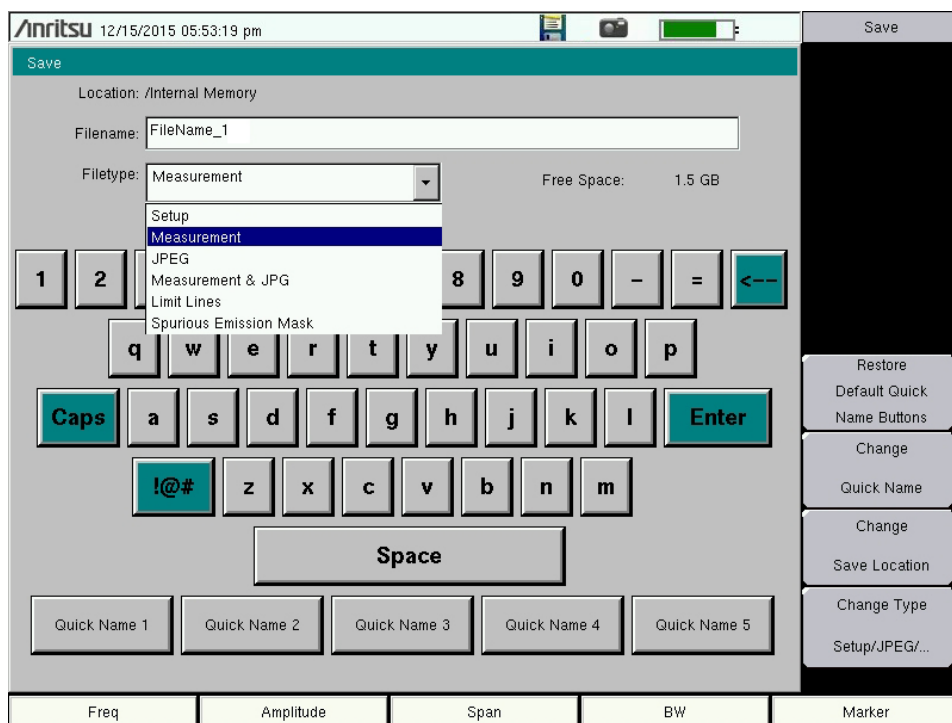 Anritsu 12/15/2015 05:53:19 pm
Save
Save
Location: /Internal Memory
Filename: FileName_1
Filetype: Measurement
Free Space: 1.5 GB
Setup
Measurement
JPEG
Measurement & JPG
Limit Lines
Spurious Emission Mask
1 2 8 9 0 - = <--
q w e r t y u i o p
Caps a s d f g h j k l Enter
!@# z x c v b n m
Space
Quick Name 1 Quick Name 2 Quick Name 3 Quick Name 4 Quick Name 5
Restore
Default Quick
Name Buttons
Change
Quick Name
Change
Save Location
Change Type
Setup/JPEG/...
Freq Amplitude Span BW Marker